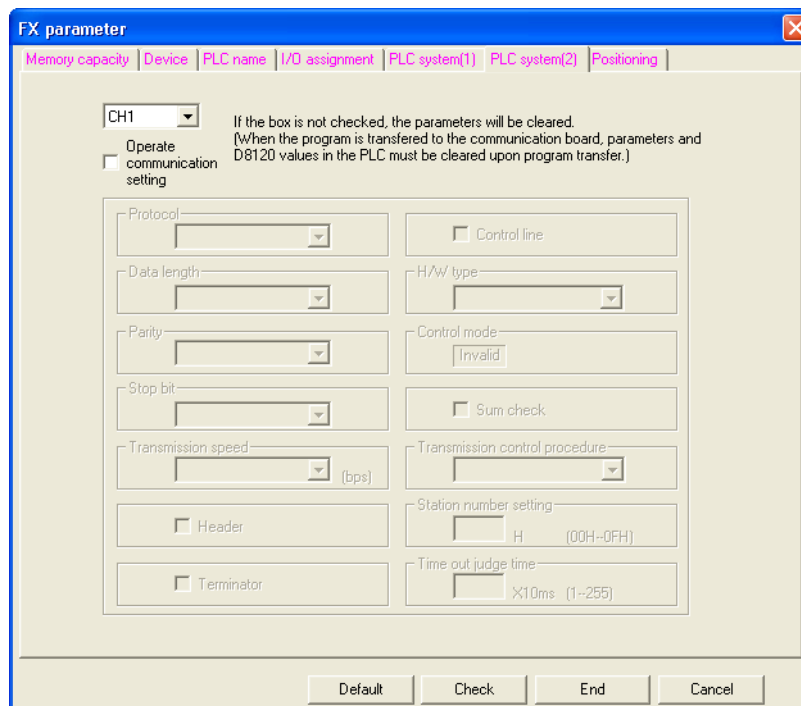 FX parameter
Memory capacity Device PLC name I/O assignment PLC system(1) PLC system(2) Positioning
CH1
If the box is not checked, the parameters will be cleared.
(When the program is transfered to the communication board, parameters and
D8120 values in the PLC must be cleared upon program transfer.)
Operate
communication
setting
Protocol
Control line
Data length
H/W type
Parity
Control mode
Invalid
Stop bit
Sum check
Transmission speed
(bps)
Transmission control procedure
Header
Station number setting
H (00H--0FH)
Terminator
Time out judge time
X10ms (1--255)
Default Check End Cancel